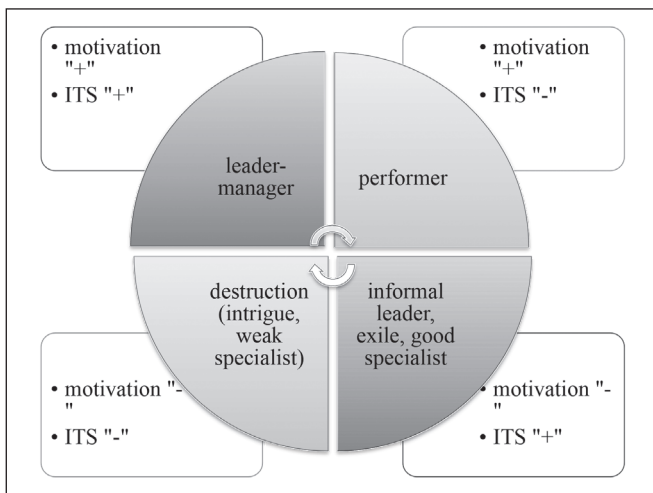 • motivation
"+"
• ITS "+"
• motivation
"+"
• ITS "-"
leader-
manager
performer
destruction
(intrigue,
weak
specialist)
informal
leader,
exile, good
specialist
• motivation "-
"
• ITS "-"
• motivation "-
"
• ITS "+"